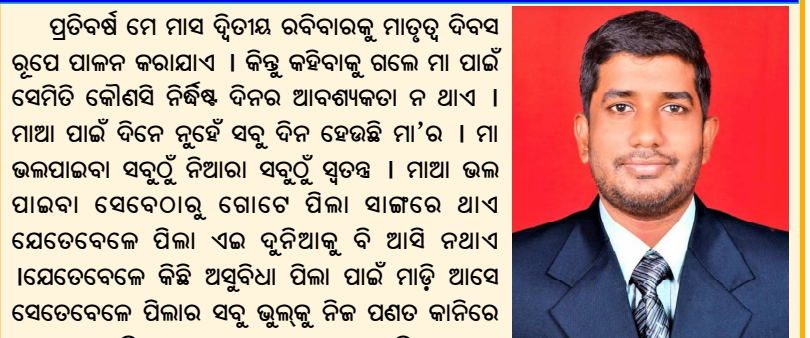 ପ୍ରତିବର୍ଷ ମେ ମାସ ଦ୍ୱିତୀୟ ରବିବାରକୁ ମାତୃତ୍ୱ ଦିବସ
ରୂପେ ପାଳନ କରାଯାଏ । କିନ୍ତୁ କହିବାକୁ ଗଲେ ମା ପାଇଁ
ସେମିତି କୌଣସି ନିର୍ଦ୍ଧିଷ୍ଟ ଦିନର ଆବଶ୍ୟକତା ନ ଥାଏ ।
ମାଆ ପାଇଁ ଦିନେ ନୁହେଁ ସବୁ ଦିନ ହେଉଛି ମା’ର । ମା
ଭଲପାଇବା ସବୁଠୁଁ ନିଆରା ସବୁଠୁଁ ସ୍ୱତନ୍ତ୍ର । ମାଆ ଭଲ
ପାଇବା ସେବେଠାରୁ ଗୋଟେ ପିଲା ସାଙ୍ଗରେ ଥାଏ
ଯେତେବେଳେ ପିଲା ଏଇ ଦୁନିଆକୁ ବି ଆସି ନଥାଏ
।ଯେତେବେଳେ କିଛି ଅସୁବିଧା ପିଲା ପାଇଁ ମାଡ଼ି ଆସେ
ସେତେବେଳେ ପିଲାର ସବୁ ଭୁଲ୍‌କୁ ନିଜ ପଣତ କାନିରେ